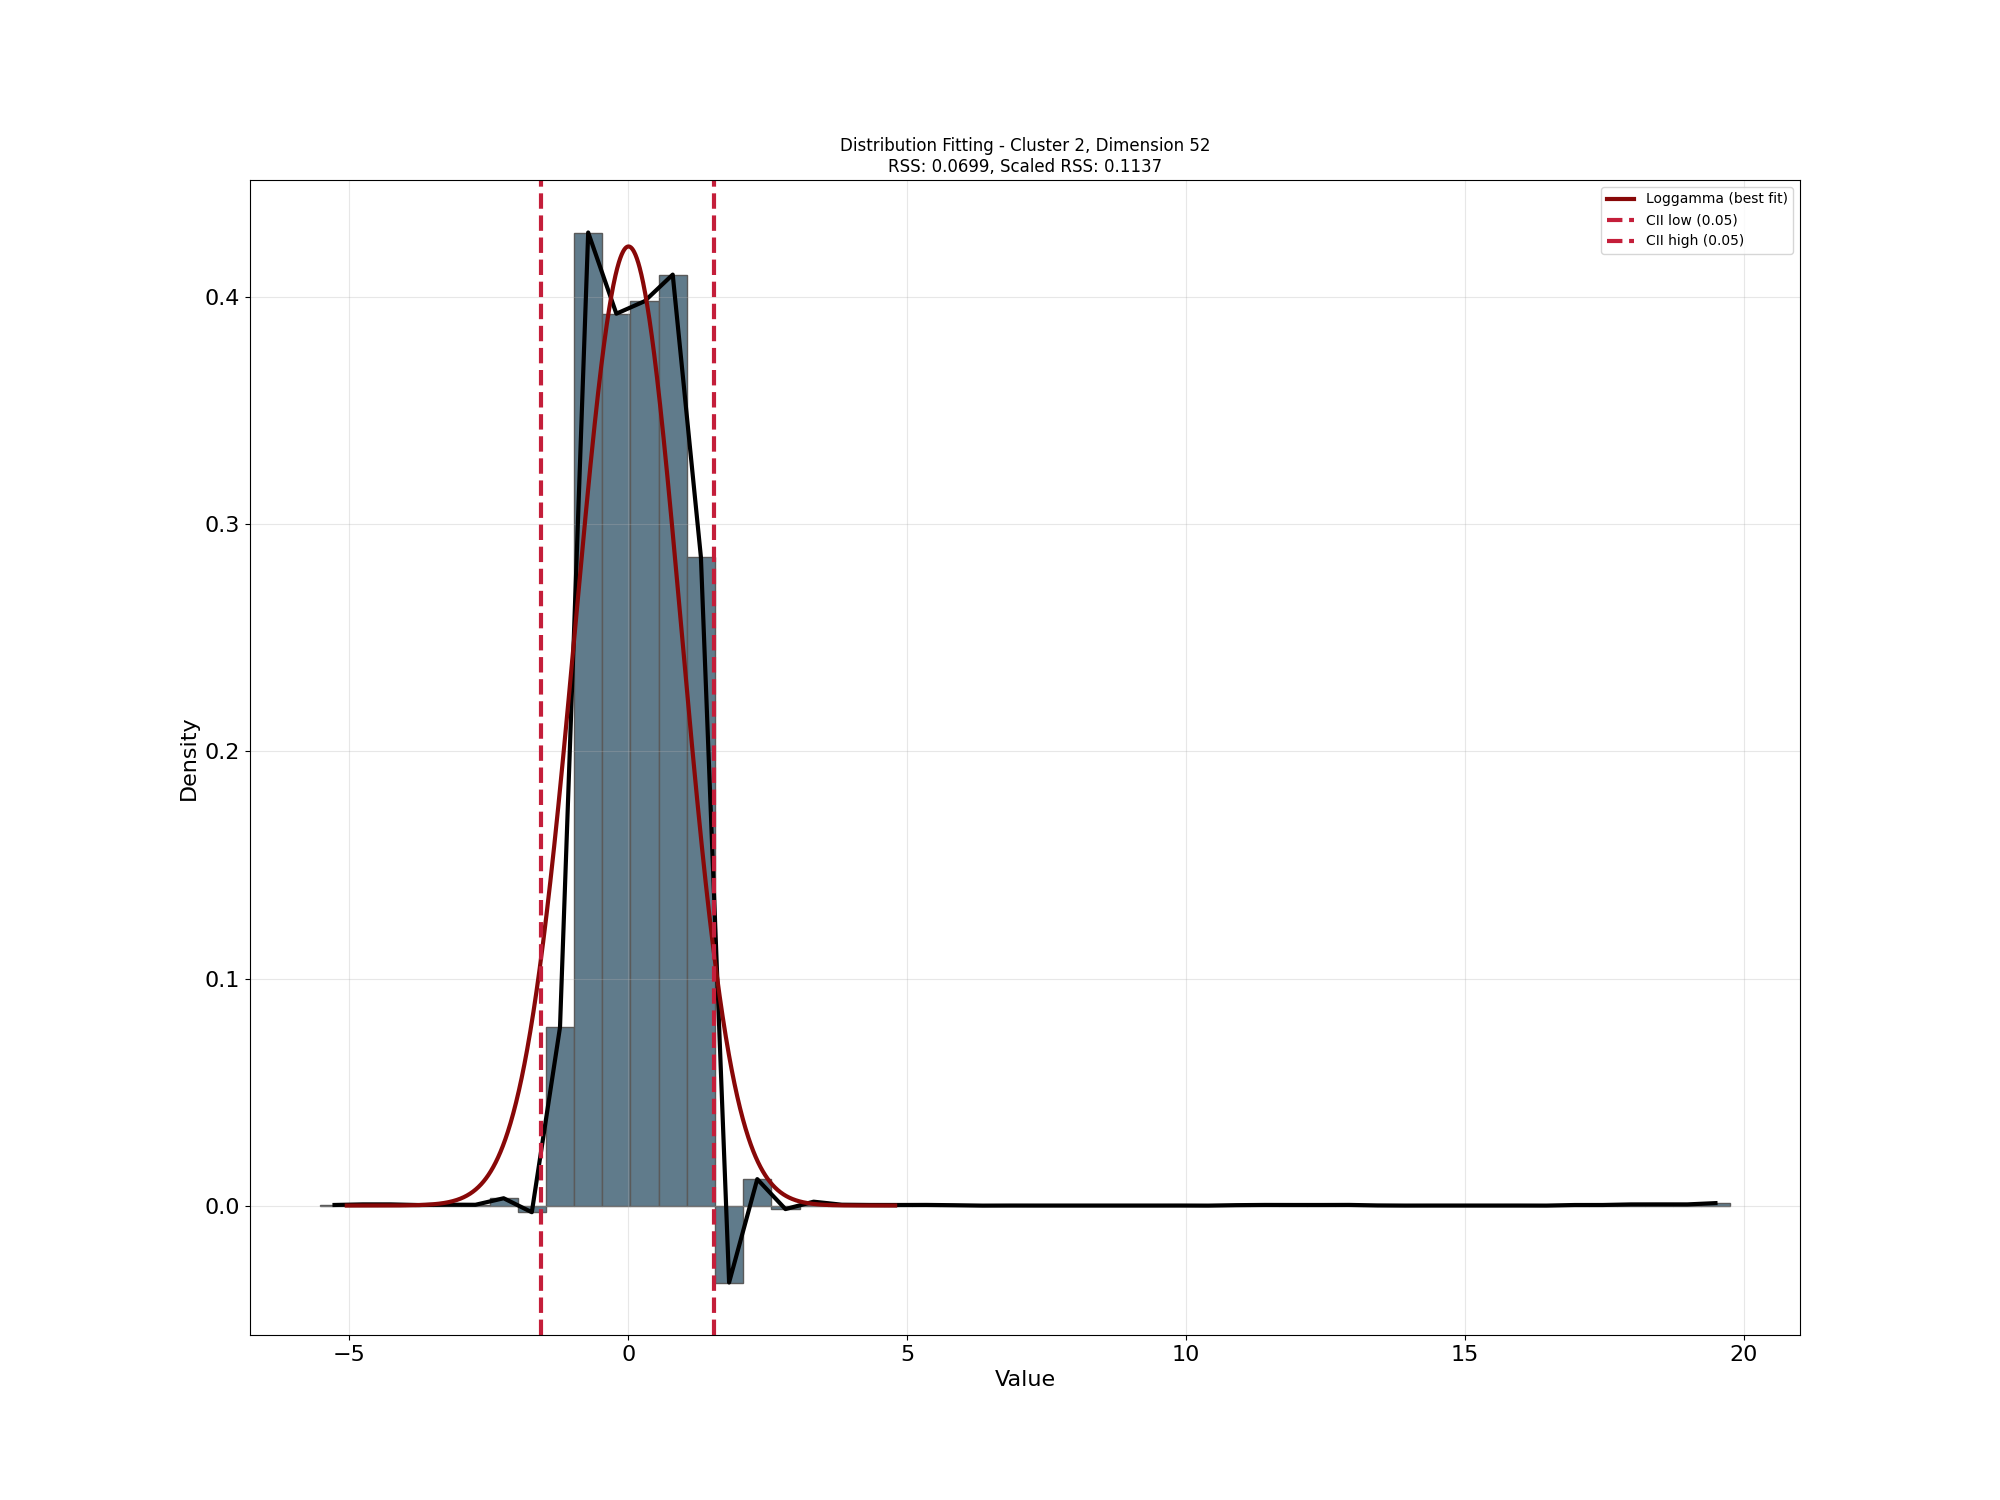 Distribution Fitting - Cluster 2, Dimension 52
RSS: 0.0699, Scaled RSS: 0.1137
Loggamma (best fit)
CII low (0.05)
CII high (0.05)
0.4
0.3
0.2
0.1
0.0
Density
−5
0
5
10
15
20
Value